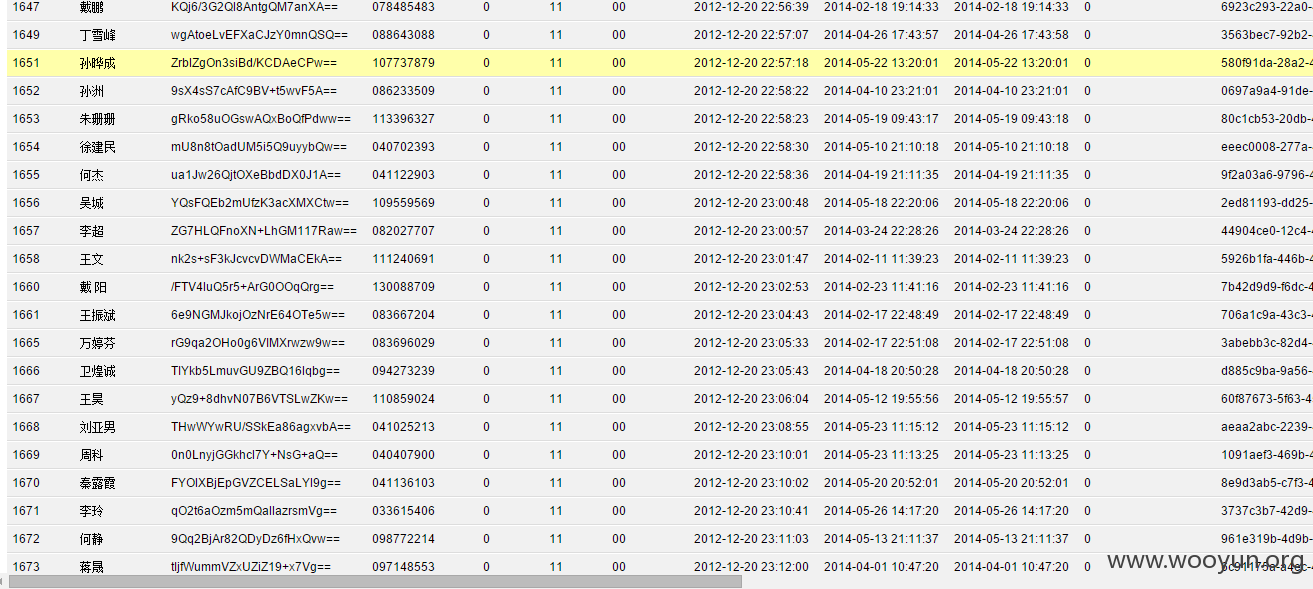 1647 戴鹏 KQj6/3G2Ql8AntgQM7anXA== 078485483 0 11 00 2012-12-20 22:56:39 2014-02-18 19:14:33 2014-02-18 19:14:33 0 6923c293-22a0-
1649 丁雪峰 wgAtoeLvEFXaCJzY0mnQSQ== 088643088 0 11 00 2012-12-20 22:57:07 2014-04-26 17:43:57 2014-04-26 17:43:58 0 3563bec7-92b2-
1651 孙晔成 ZrblZgOn3siBd/KCDAeCPw== 107737879 0 11 00 2012-12-20 22:57:18 2014-05-22 13:20:01 2014-05-22 13:20:01 0 580f91da-28a2-4
1652 孙洲 9sX4sS7cAfC9BV+t5wvF5A== 086233509 0 11 00 2012-12-20 22:58:22 2014-04-10 23:21:01 2014-04-10 23:21:01 0 0697a9a4-91de-
1653 朱珊珊 gRko58uOGswAQxBoQfPdww== 113396327 0 11 00 2012-12-20 22:58:23 2014-05-19 09:43:17 2014-05-19 09:43:18 0 80c1cb53-20db-
1654 徐建民 mU8n8tOadUM5i5Q9uyybQw== 040702393 0 11 00 2012-12-20 22:58:30 2014-05-10 21:10:18 2014-05-10 21:10:18 0 eeec0008-277a-
1655 何杰 ua1Jw26QjtOXeBbdDX0J1A== 041122903 0 11 00 2012-12-20 22:58:36 2014-04-19 21:11:35 2014-04-19 21:11:35 0 9f2a03a6-9796-4
1656 吴城 YQsFQEb2mUfzK3acXMXCtw== 109559569 0 11 00 2012-12-20 23:00:48 2014-05-18 22:20:06 2014-05-18 22:20:06 0 2ed81193-dd25-
1657 李超 ZG7HLQFnoXN+LhGM117Raw== 082027707 0 11 00 2012-12-20 23:00:57 2014-03-24 22:28:26 2014-03-24 22:28:26 0 44904ce0-12c4-
1658 王文 nk2s+sF3kJcvcvDWMaCEkA== 111240691 0 11 00 2012-12-20 23:01:47 2014-02-11 11:39:23 2014-02-11 11:39:23 0 5926b1fa-446b-4
1660 戴 阳 /FTV4IuQ5r5+ArG0OOqQrg== 130088709 0 11 00 2012-12-20 23:02:53 2014-02-23 11:41:16 2014-02-23 11:41:16 0 7b42d9d9-f6dc-4
1661 王振斌 6e9NGMJkojOzNrE64OTe5w== 083667204 0 11 00 2012-12-20 23:04:43 2014-02-17 22:48:49 2014-02-17 22:48:49 0 706a1c9a-43c3-
1665 万婷芬 rG9qa2OHo0g6VIMXrwzw9w== 083696029 0 11 00 2012-12-20 23:05:33 2014-02-17 22:51:08 2014-02-17 22:51:08 0 3abebb3c-82d4-
1666 卫煌诚 TlYkb5LmuvGU9ZBQ16Iqbg== 094273239 0 11 00 2012-12-20 23:05:43 2014-04-18 20:50:28 2014-04-18 20:50:28 0 d885c9ba-9a56-
1667 王昊 yQz9+8dhvN07B6VTSLwZKw== 110859024 0 11 00 2012-12-20 23:06:04 2014-05-12 19:55:56 2014-05-12 19:55:57 0 60f87673-5f63-4
1668 刘亚男 THwWYwRU/SSkEa86agxvbA== 041025213 0 11 00 2012-12-20 23:08:55 2014-05-23 11:15:12 2014-05-23 11:15:12 0 aeaa2abc-2239-
1669 周科 0n0LnyjGGkhcl7Y+NsG+aQ== 040407900 0 11 00 2012-12-20 23:10:01 2014-05-23 11:13:25 2014-05-23 11:13:25 0 1091aef3-469b-4
1670 秦露霞 FYOlXBjEpGVZCELSaLYI9g== 041136103 0 11 00 2012-12-20 23:10:02 2014-05-20 20:52:01 2014-05-20 20:52:01 0 8e9d3ab5-c7f3-4
1671 李玲 qO2t6aOzm5mQaIIazrsmVg== 033615406 0 11 00 2012-12-20 23:10:41 2014-05-26 14:17:20 2014-05-26 14:17:20 0 3737c3b7-42d9-
1672 何静 9Qq2BjAr82QDyDz6fHxQvw== 098772214 0 11 00 2012-12-20 23:11:03 2014-05-13 21:11:37 2014-05-13 21:11:37 0 961e319b-4d9b-
www.wooyun.org
1673 蒋晟 tljfWummVZxUZiZ19+x7Vg== 097148553 0 11 00 2012-12-20 23:12:00 2014-04-01 10:47:20 2014-04-01 10:47:20 0